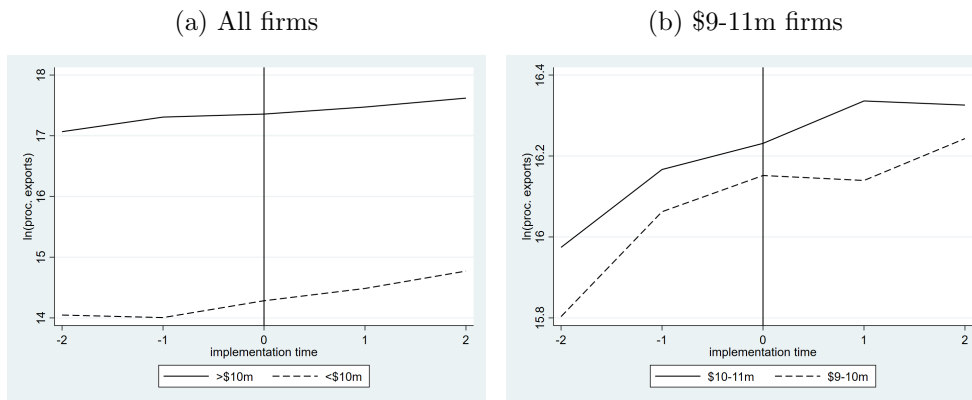 (a) All firms
18
17
16
15
14
ln(proc. exports)
-2 -1 0 1 2
implementation time
>$10m <$10m
(b) $9-11m firms
16.4
16.2
16
15.8
ln(proc. exports)
-2 -1 0 1 2
implementation time
$10-11m $9-10m